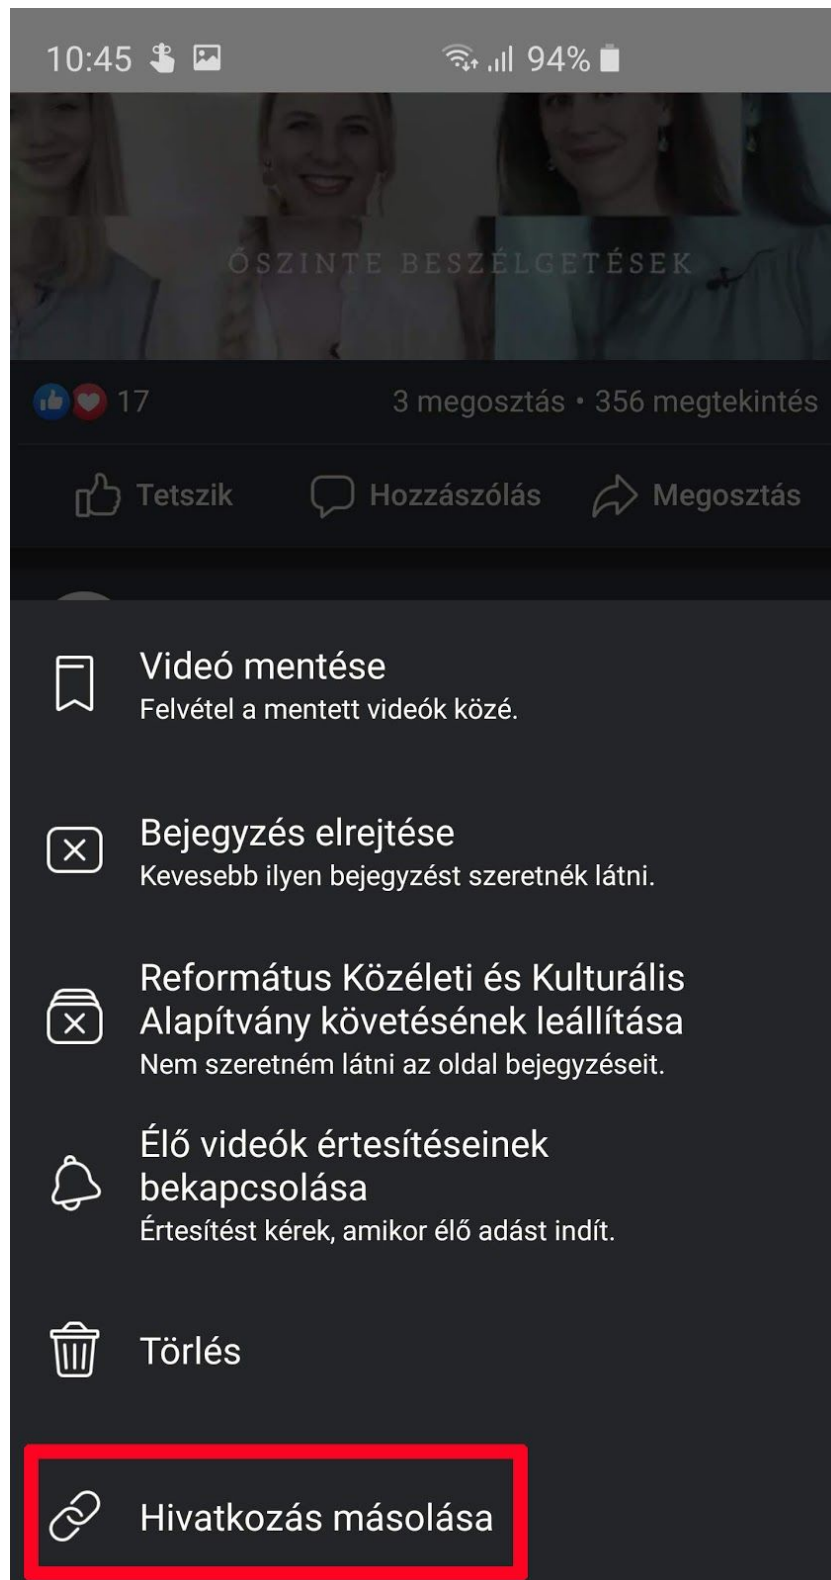 10:45 94%
ŐSZINTE BESZÉLGETÉSEK
17 3 megosztás • 356 megtekintés
Tetszik Hozzászólás Megosztás
Videó mentése
Felvétel a mentett videók közé.
Bejegyzés elrejtése
Kevesebb ilyen bejegyzést szeretnék látni.
Református Közéleti és Kulturális
Alapítvány követésének leállítása
Nem szeretném látni az oldal bejegyzéseit.
Élő videók értesítéseinek
bekapcsolása
Értesítést kérek, amikor élő adást indít.
Törlés
Hivatkozás másolása